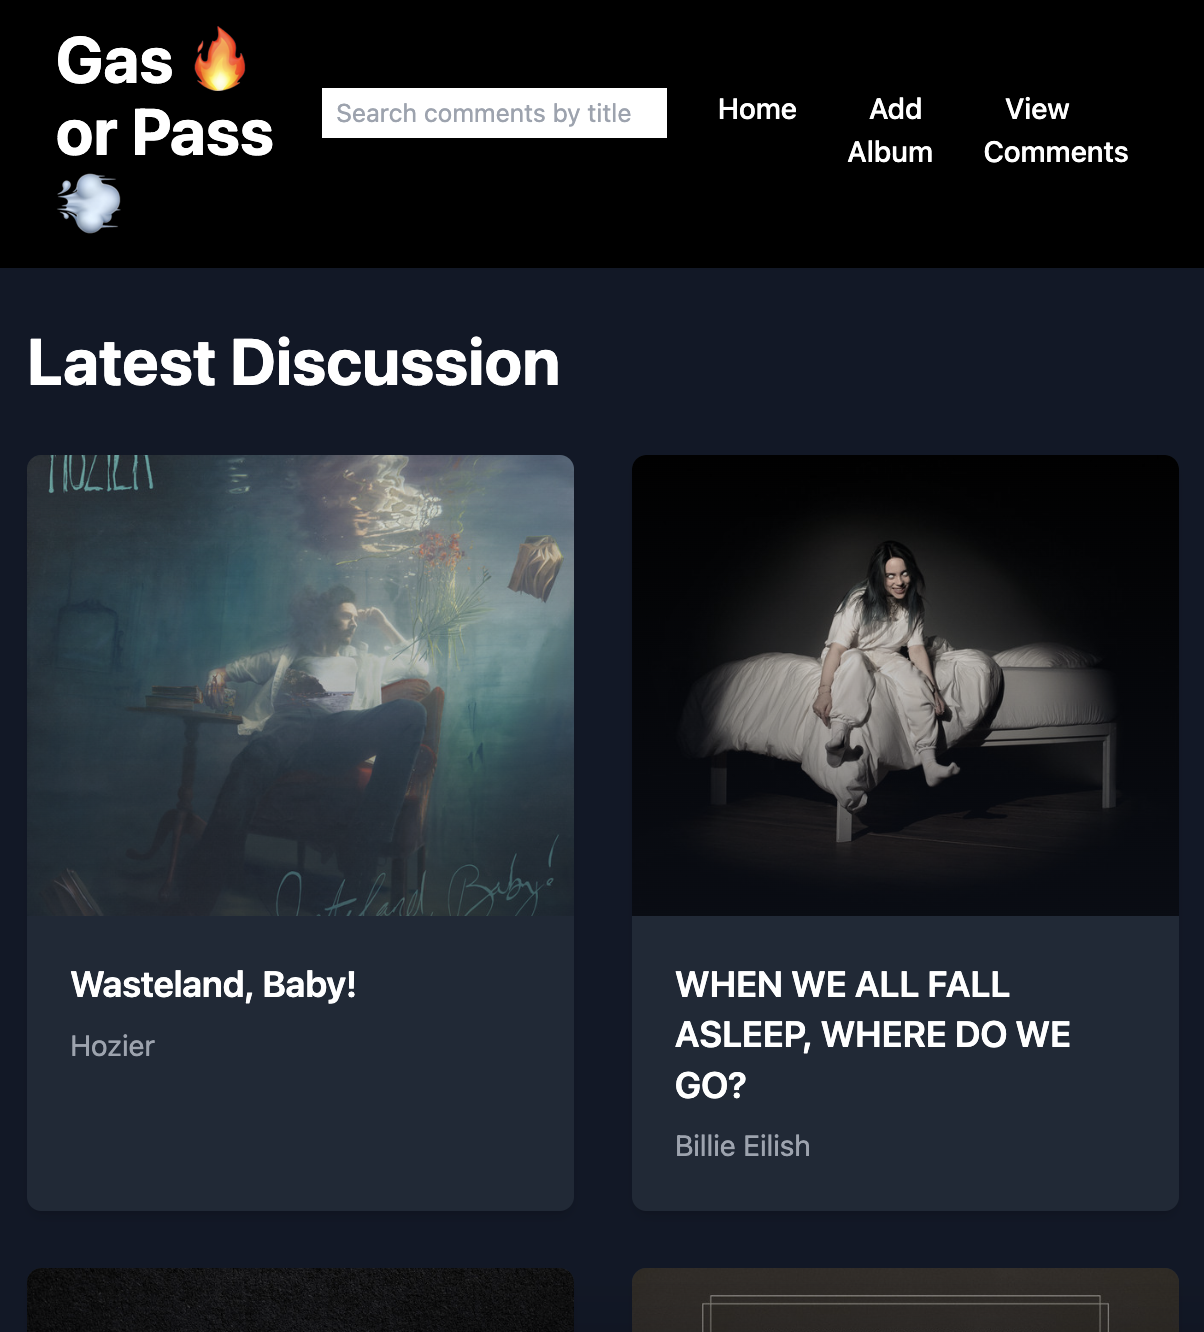 Gas 🔥
or Pass
💨
Search comments by title
Home
Add
Album
View
Comments
Latest Discussion
HOZIER
Wasteland, Baby!
Wasteland, Baby!
Hozier
WHEN WE ALL FALL
ASLEEP, WHERE DO WE
GO?
Billie Eilish